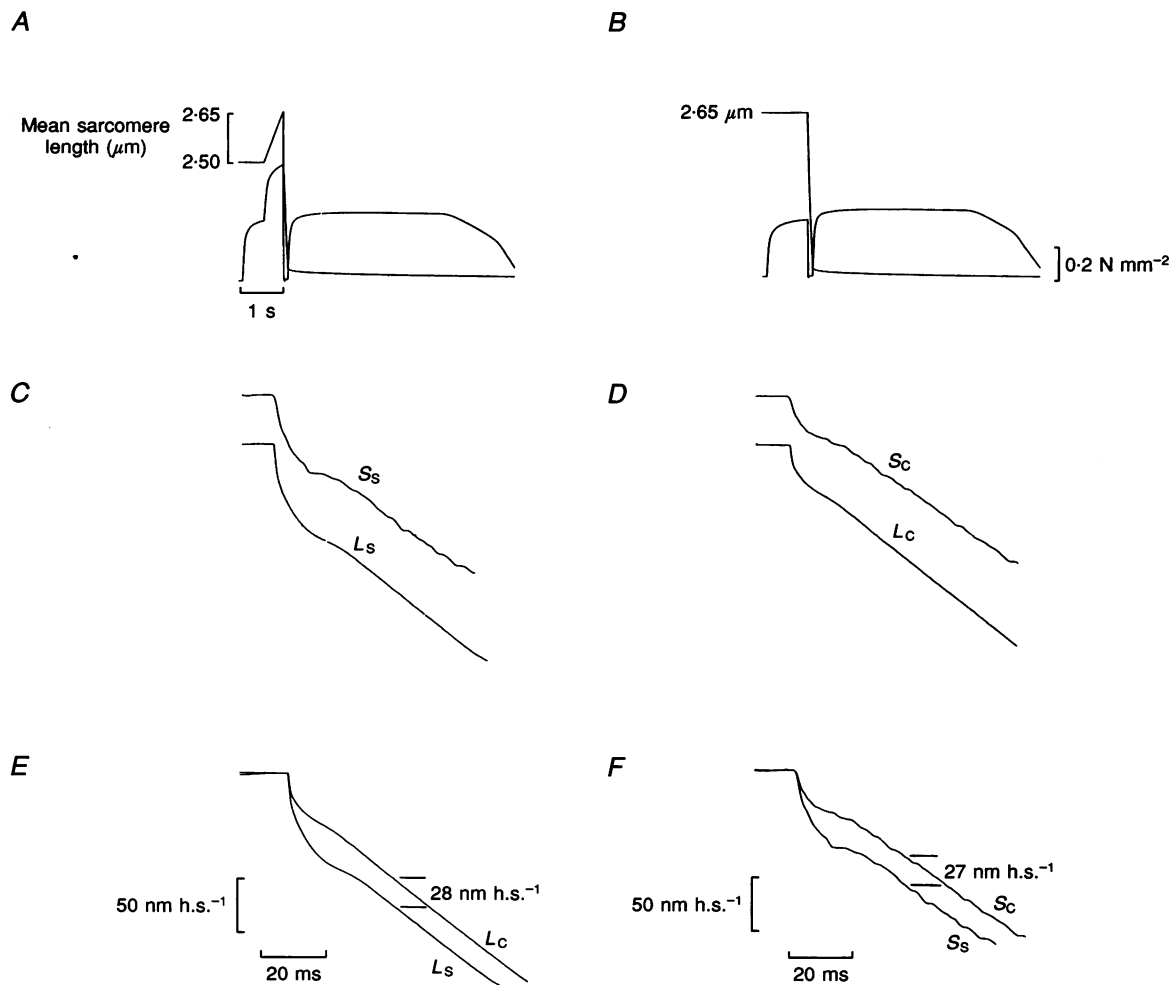 A
B
2·65
Mean sarcomere
length (μm)
2·50
1 s
2·65 μm
0·2 N mm⁻²
C
D
Ss
Ls
Sc
Lc
E
F
50 nm h.s.⁻¹
28 nm h.s.⁻¹
Lc
Ls
20 ms
50 nm h.s.⁻¹
27 nm h.s.⁻¹
Sc
Ss
20 ms